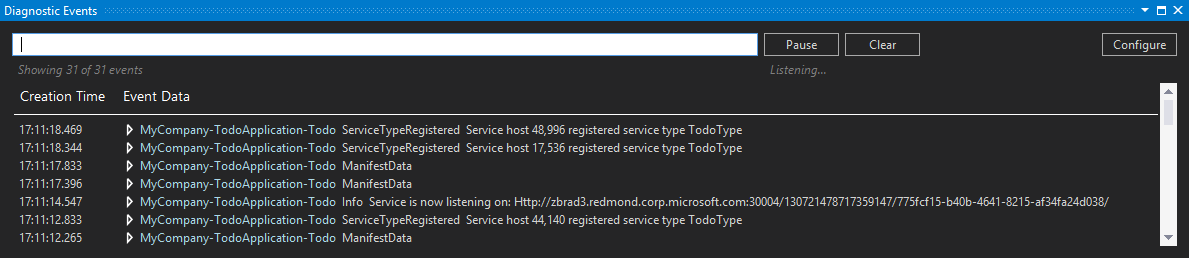 Diagnostic Events
Pause Clear Configure
Showing 31 of 31 events Listening...
Creation Time Event Data
17:11:18.469 MyCompany-TodoApplication-Todo ServiceTypeRegistered Service host 48,996 registered service type TodoType
17:11:18.344 MyCompany-TodoApplication-Todo ServiceTypeRegistered Service host 17,536 registered service type TodoType
17:11:17.833 MyCompany-TodoApplication-Todo ManifestData
17:11:17.396 MyCompany-TodoApplication-Todo ManifestData
17:11:14.547 MyCompany-TodoApplication-Todo Info Service is now listening on: Http://zbrad3.redmond.corp.microsoft.com:30004/130721478717359147/775fcf15-b40b-4641-8215-af34fa24d038/
17:11:12.833 MyCompany-TodoApplication-Todo ServiceTypeRegistered Service host 44,140 registered service type TodoType
17:11:12.265 MyCompany-TodoApplication-Todo ManifestData